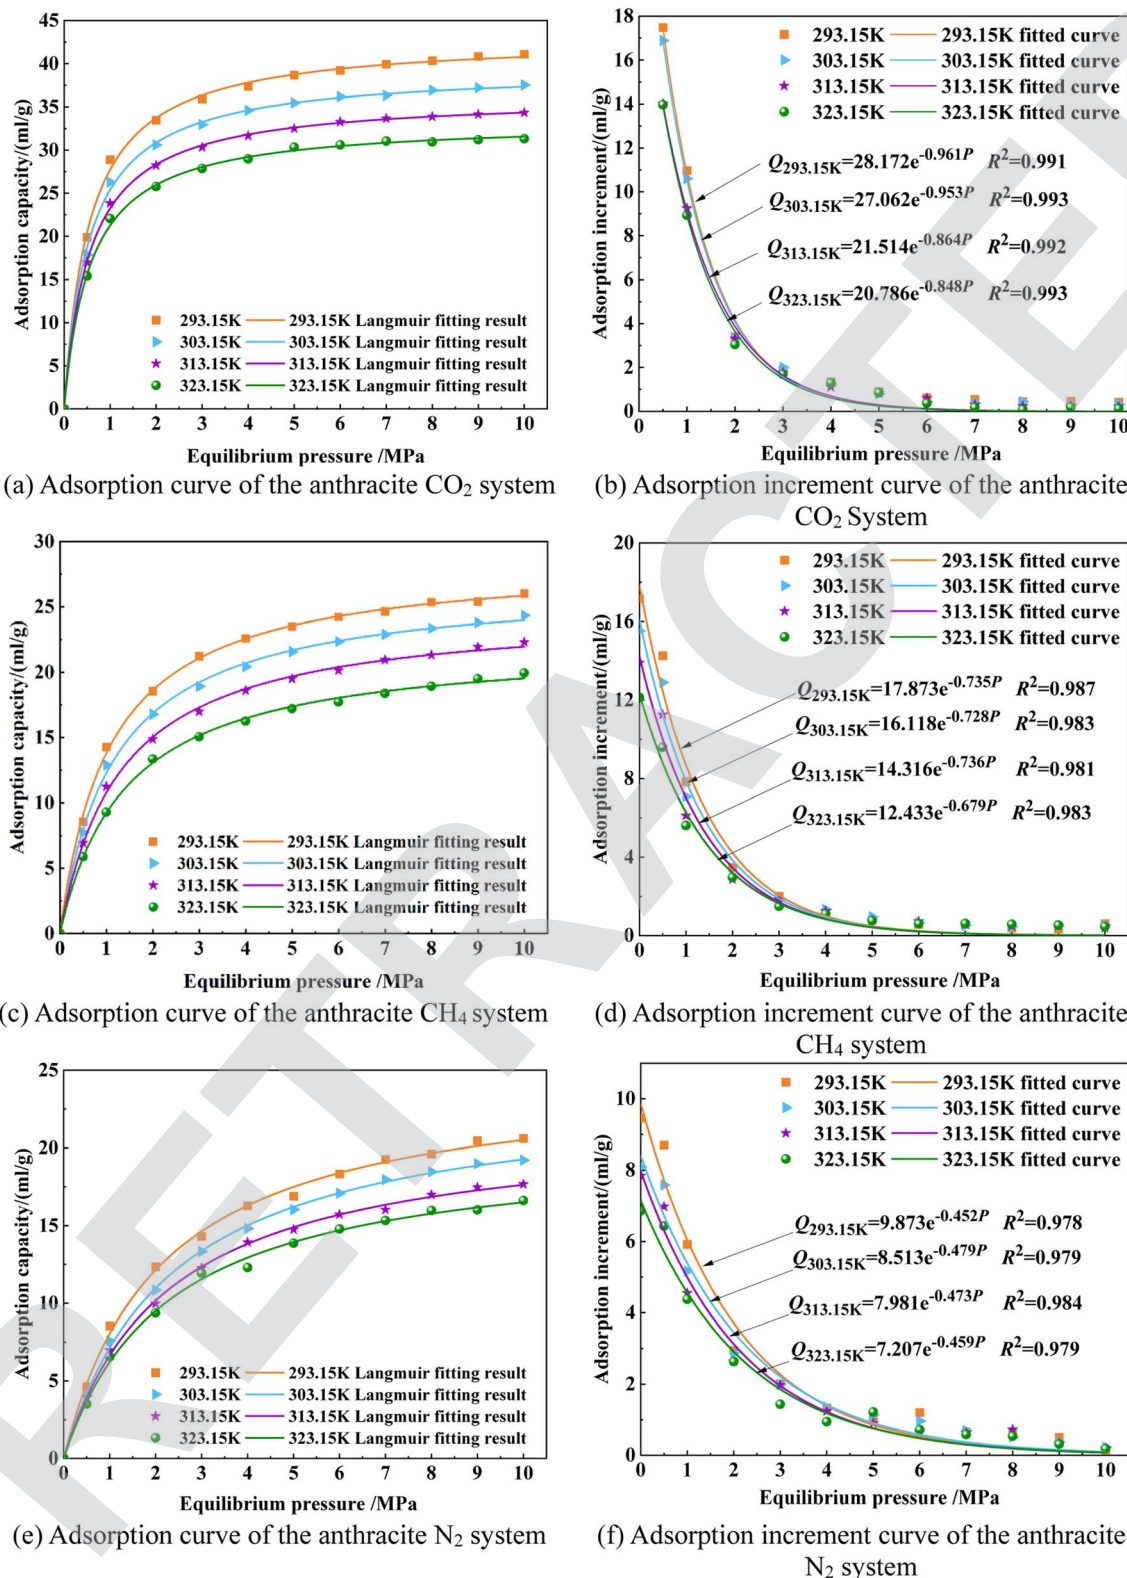 45
40
35
30
25
20
15
10
5
0
Adsorption capacity/(ml/g)
293.15K 293.15K Langmuir fitting result
303.15K 303.15K Langmuir fitting result
313.15K 313.15K Langmuir fitting result
323.15K 323.15K Langmuir fitting result
0 1 2 3 4 5 6 7 8 9 10
Equilibrium pressure /MPa
(a) Adsorption curve of the anthracite CO₂ system
18
16
14
12
10
8
6
4
2
0
Adsorption increment/(ml/g)
293.15K 293.15K fitted curve
303.15K 303.15K fitted curve
313.15K 313.15K fitted curve
323.15K 323.15K fitted curve
Q293.15K=28.172e^-0.961P R²=0.991
Q303.15K=27.062e^-0.953P R²=0.993
Q313.15K=21.514e^-0.864P R²=0.992
Q323.15K=20.786e^-0.848P R²=0.993
0 1 2 3 4 5 6 7 8 9 10
Equilibrium pressure /MPa
(b) Adsorption increment curve of the anthracite
CO₂ System
30
25
20
15
10
5
0
Adsorption capacity/(ml/g)
293.15K 293.15K Langmuir fitting result
303.15K 303.15K Langmuir fitting result
313.15K 313.15K Langmuir fitting result
323.15K 323.15K Langmuir fitting result
0 1 2 3 4 5 6 7 8 9 10
Equilibrium pressure /MPa
(c) Adsorption curve of the anthracite CH₄ system
20
16
12
8
4
0
Adsorption increment/(ml/g)
293.15K 293.15K fitted curve
303.15K 303.15K fitted curve
313.15K 313.15K fitted curve
323.15K 323.15K fitted curve
Q293.15K=17.873e^-0.735P R²=0.987
Q303.15K=16.118e^-0.728P R²=0.983
Q313.15K=14.316e^-0.736P R²=0.981
Q323.15K=12.433e^-0.679P R²=0.983
0 1 2 3 4 5 6 7 8 9 10
Equilibrium pressure /MPa
(d) Adsorption increment curve of the anthracite
CH₄ system
25
20
15
10
5
0
Adsorption capacity/(ml/g)
293.15K 293.15K Langmuir fitting result
303.15K 303.15K Langmuir fitting result
313.15K 313.15K Langmuir fitting result
323.15K 323.15K Langmuir fitting result
0 1 2 3 4 5 6 7 8 9 10
Equilibrium pressure /MPa
(e) Adsorption curve of the anthracite N₂ system
10
8
6
4
2
0
Adsorption increment/(ml/g)
293.15K 293.15K fitted curve
303.15K 303.15K fitted curve
313.15K 313.15K fitted curve
323.15K 323.15K fitted curve
Q293.15K=9.873e^-0.452P R²=0.978
Q303.15K=8.513e^-0.479P R²=0.979
Q313.15K=7.981e^-0.473P R²=0.984
Q323.15K=7.207e^-0.459P R²=0.979
0 1 2 3 4 5 6 7 8 9 10
Equilibrium pressure /MPa
(f) Adsorption increment curve of the anthracite
N₂ system
RETRACTE